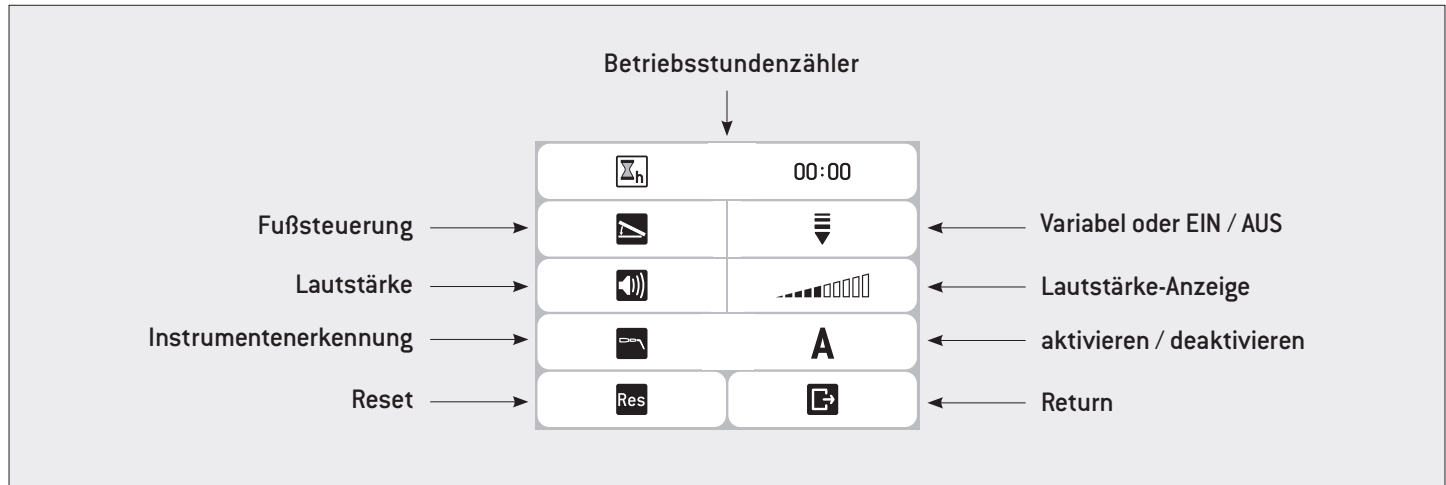 Betriebsstundenzähler
h 00:00
Fußsteuerung Variabel oder EIN / AUS
Lautstärke Lautstärke-Anzeige
Instrumentenerkennung A aktivieren / deaktivieren
Reset Res Return